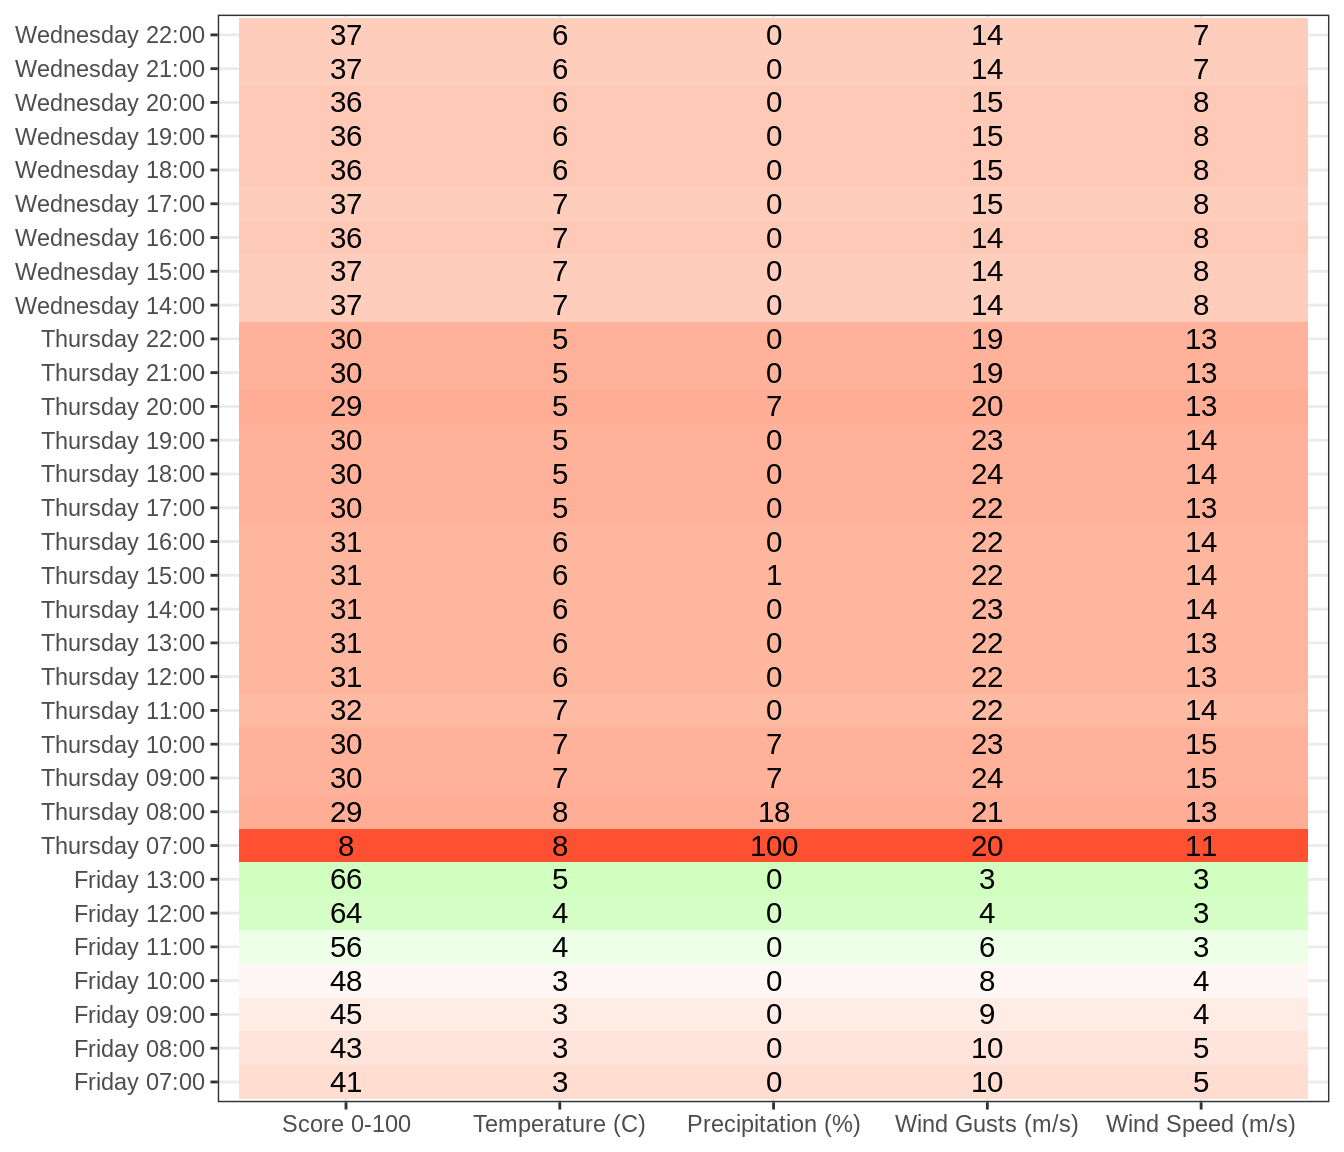 Wednesday 22:00 37 6 0 14 7
Wednesday 21:00 37 6 0 14 7
Wednesday 20:00 36 6 0 15 8
Wednesday 19:00 36 6 0 15 8
Wednesday 18:00 36 6 0 15 8
Wednesday 17:00 37 7 0 15 8
Wednesday 16:00 36 7 0 14 8
Wednesday 15:00 37 7 0 14 8
Wednesday 14:00 37 7 0 14 8
Thursday 22:00 30 5 0 19 13
Thursday 21:00 30 5 0 19 13
Thursday 20:00 29 5 7 20 13
Thursday 19:00 30 5 0 23 14
Thursday 18:00 30 5 0 24 14
Thursday 17:00 30 5 0 22 13
Thursday 16:00 31 6 0 22 14
Thursday 15:00 31 6 1 22 14
Thursday 14:00 31 6 0 23 14
Thursday 13:00 31 6 0 22 13
Thursday 12:00 31 6 0 22 13
Thursday 11:00 32 7 0 22 14
Thursday 10:00 30 7 7 23 15
Thursday 09:00 30 7 7 24 15
Thursday 08:00 29 8 18 21 13
Thursday 07:00 8 8 100 20 11
Friday 13:00 66 5 0 3 3
Friday 12:00 64 4 0 4 3
Friday 11:00 56 4 0 6 3
Friday 10:00 48 3 0 8 4
Friday 09:00 45 3 0 9 4
Friday 08:00 43 3 0 10 5
Friday 07:00 41 3 0 10 5
Score 0-100 Temperature (C) Precipitation (%) Wind Gusts (m/s) Wind Speed (m/s)